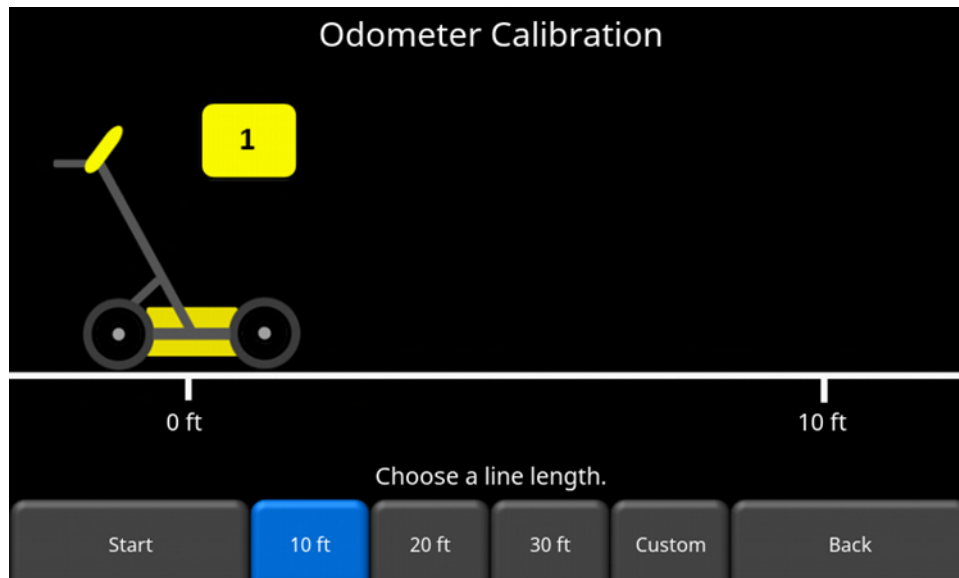 Odometer Calibration
1
0 ft
10 ft
Choose a line length.
Start
10 ft
20 ft
30 ft
Custom
Back